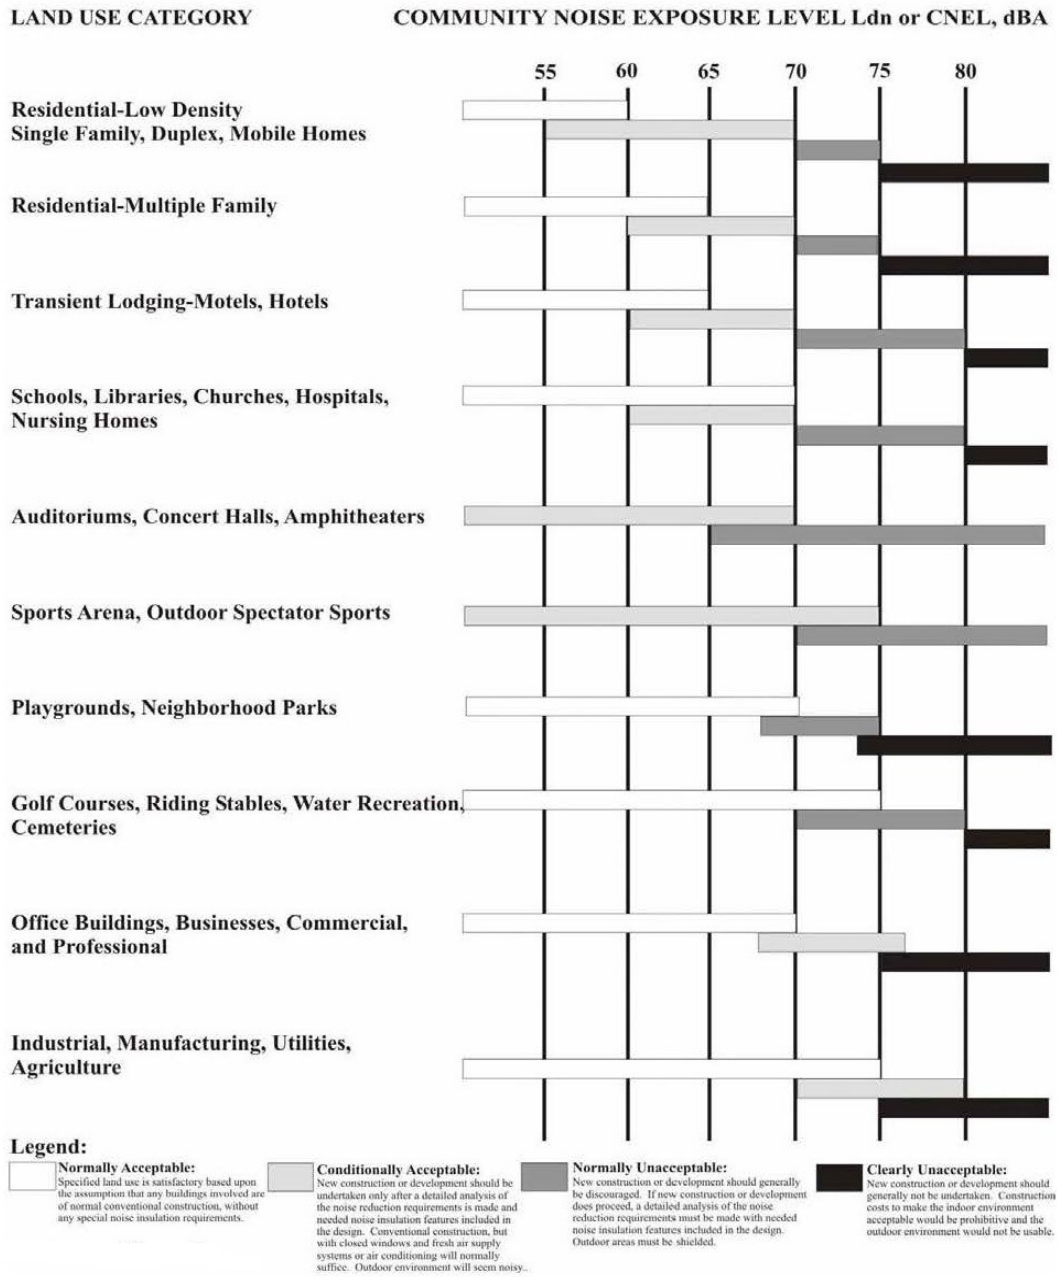 LAND USE CATEGORY COMMUNITY NOISE EXPOSURE LEVEL Ldn or CNEL, dBA
55 60 65 70 75 80
Residential-Low Density
Single Family, Duplex, Mobile Homes
Residential-Multiple Family
Transient Lodging-Motels, Hotels
Schools, Libraries, Churches, Hospitals,
Nursing Homes
Auditoriums, Concert Halls, Amphitheaters
Sports Arena, Outdoor Spectator Sports
Playgrounds, Neighborhood Parks
Golf Courses, Riding Stables, Water Recreation,
Cemeteries
Office Buildings, Businesses, Commercial,
and Professional
Industrial, Manufacturing, Utilities,
Agriculture
Legend:
Normally Acceptable:
Specified land use is satisfactory based upon
the assumption that any buildings involved are
of normal conventional construction, without
any special noise insulation requirements.
Conditionally Acceptable:
New construction or development should be
undertaken only after a detailed analysis of
the noise reduction requirements is made and
needed noise insulation features included in
the design. Conventional construction, but
with closed windows and fresh air supply
systems or air conditioning will normally
suffice. Outdoor environment will seem noisy..
Normally Unacceptable:
New construction or development should generally
be discouraged. If new construction or development
does proceed, a detailed analysis of the noise
reduction requirements must be made with needed
noise insulation features included in the design.
Outdoor areas must be shielded.
Clearly Unacceptable:
New construction or development should
generally not be undertaken. Construction
costs to make the indoor environment
acceptable would be prohibitive and the
outdoor environment would not be usable.